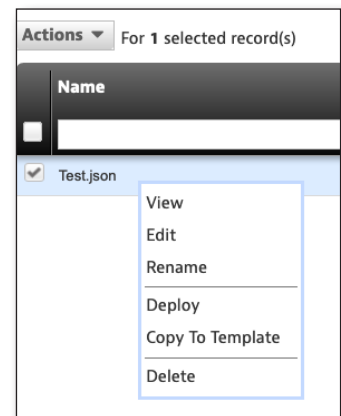 Actions For 1 selected record(s)
Name
Test.json
View
Edit
Rename
Deploy
Copy To Template
Delete